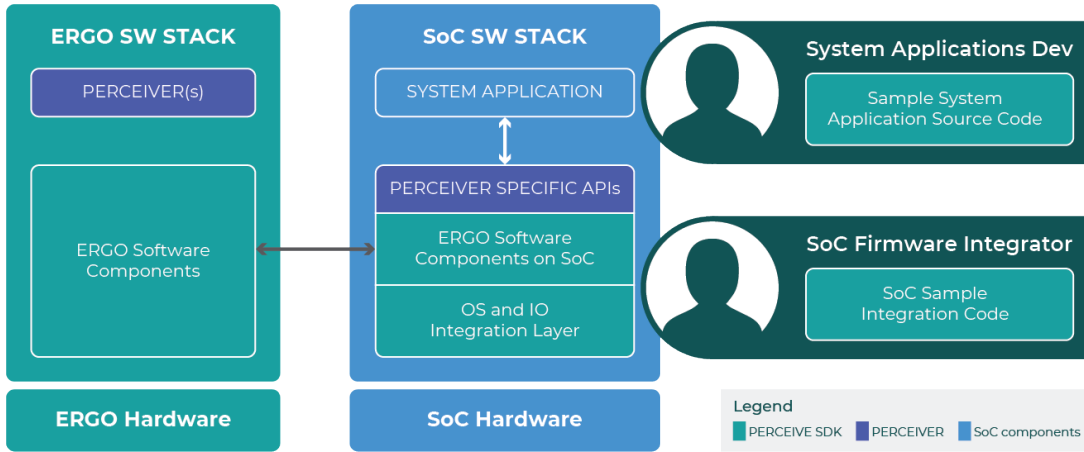 ERGO SW STACK
PERCEIVER(s)
ERGO Software
Components
ERGO Hardware
SoC SW STACK
SYSTEM APPLICATION
PERCEIVER SPECIFIC APIs
ERGO Software
Components on SoC
OS and IO
Integration Layer
SoC Hardware
System Applications Dev
Sample System
Application Source Code
SoC Firmware Integrator
SoC Sample
Integration Code
Legend
PERCEIVE SDK
PERCEIVER
SoC components